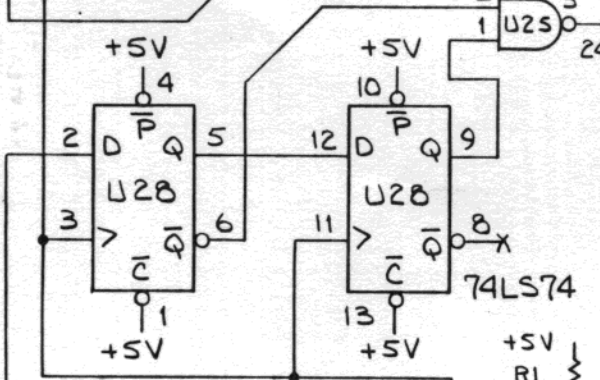 1 U25 3
24
+5V +5V
4 10
P̅ P̅
2 D Q 5 12 D Q 9
U28 U28
3 > Q̅ 6 11 > Q̅ 8 X
C̅ C̅ 74LS74
1 13
+5V +5V +5V
R1